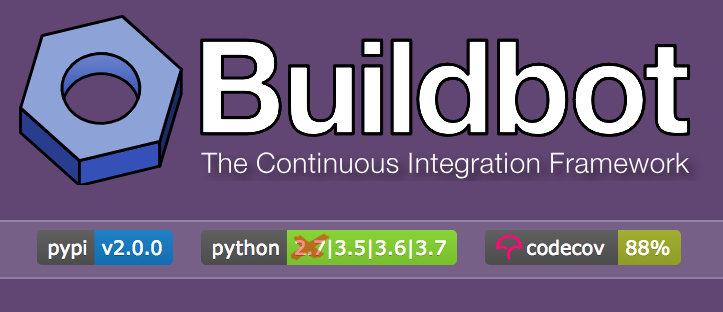 Buildbot
The Continuous Integration Framework
pypi v2.0.0 python 2.7|3.5|3.6|3.7 codecov 88%